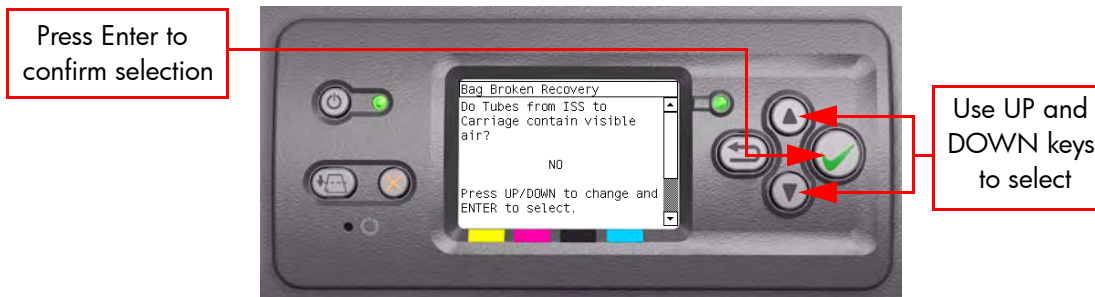 Press Enter to
confirm selection
Bag Broken Recovery
Do Tubes from ISS to
Carriage contain visible
air?
NO
Press UP/DOWN to change and
ENTER to select.
Use UP and
DOWN keys
to select